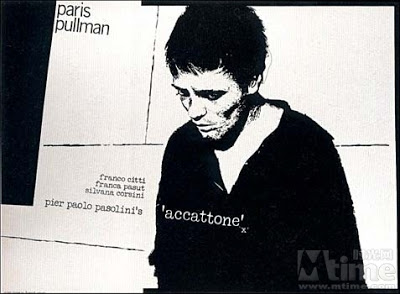 paris
pullman
franco citti
franca pasut
silvana corsini
pier paolo pasolini's
'accattone'
'x'
时光网
Mtime
www.mtime.com